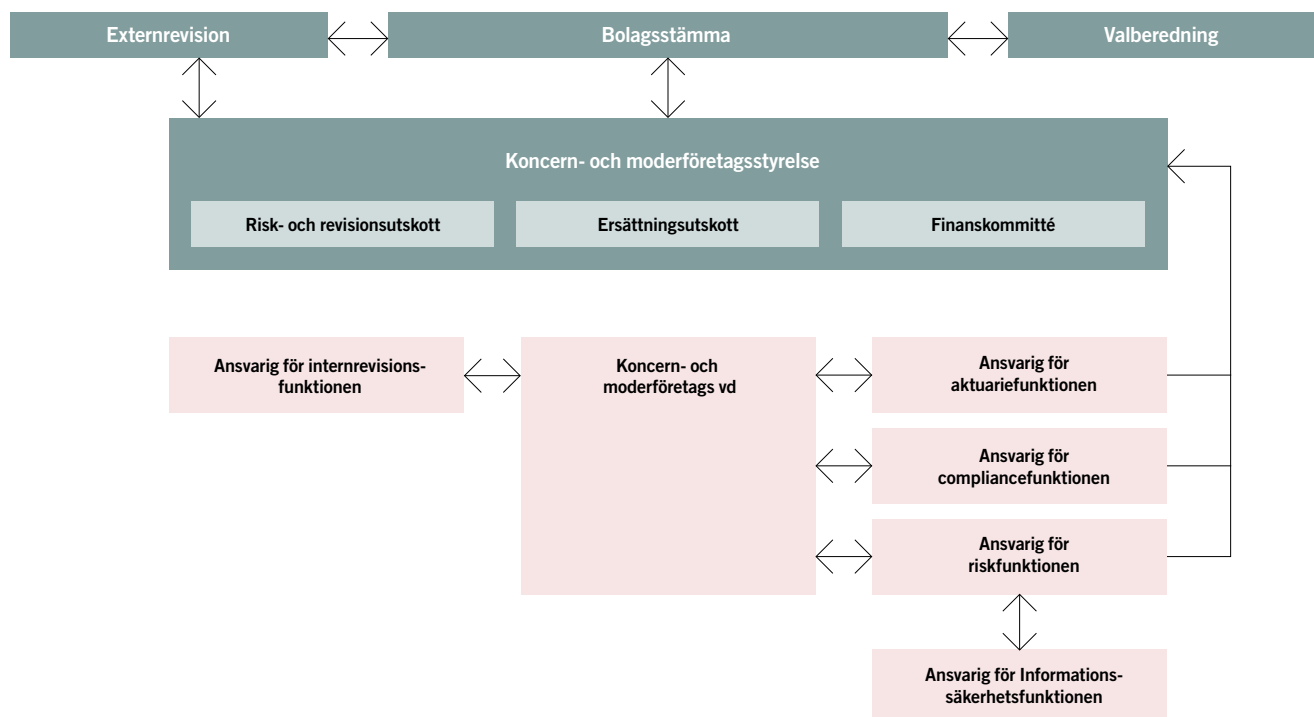 Externrevision
Bolagsstämma
Valberedning
Koncern- och moderföretagsstyrelse
Risk- och revisionsutskott
Ersättningsutskott
Finanskommitté
Ansvarig för internrevisions-
funktionen
Koncern- och
moderföretags vd
Ansvarig för
aktuariefunktionen
Ansvarig för
compliancefunktionen
Ansvarig för
riskfunktionen
Ansvarig för Informations-
säkerhetsfunktionen